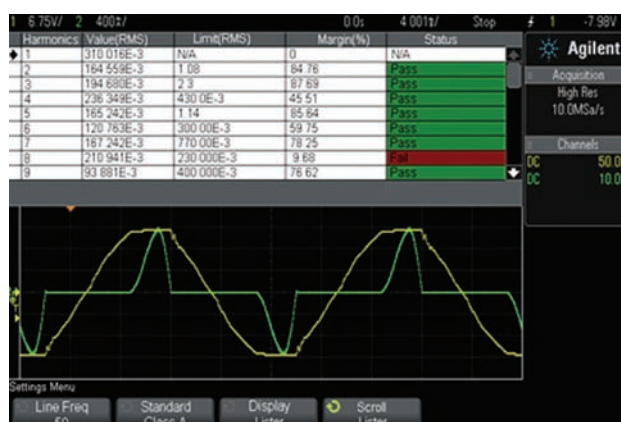 1 6.75V/ 2 400⁠‡/ 0.0s 4.001‡/ Stop 1 -7.98V
Harmonics Value(RMS) Limit(RMS) Margin(%) Status
1 310.016E-3 N/A 0 N/A
2 164.559E-3 1.08 84.76 Pass
3 194.680E-3 2.3 87.69 Pass
4 236.349E-3 430.0E-3 45.51 Pass
5 165.242E-3 1.14 85.64 Pass
6 120.763E-3 300.00E-3 59.75 Pass
7 167.242E-3 770.00E-3 78.25 Pass
8 210.941E-3 230.000E-3 9.68 Fail
9 93.881E-3 400.000E-3 76.62 Pass
Agilent
Acquisition
High Res
10.0MSa/s
Channels
DC 50.0
DC 10.0
Settings Menu
Line Freq Standard Display Scroll
50 Class A Lister Lister